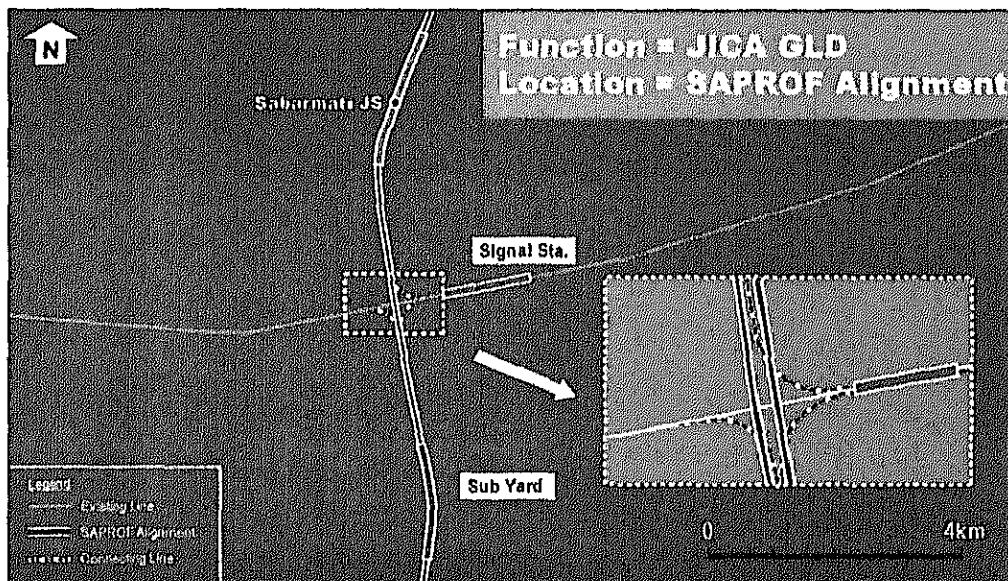 N
Function = JICA GLD
Location = SAPROF Alignment
Sabarmati JS
Signal Sta.
Sub Yard
Legend
Existing Line
SAPROF Alignment
Connecting Line
0 4km